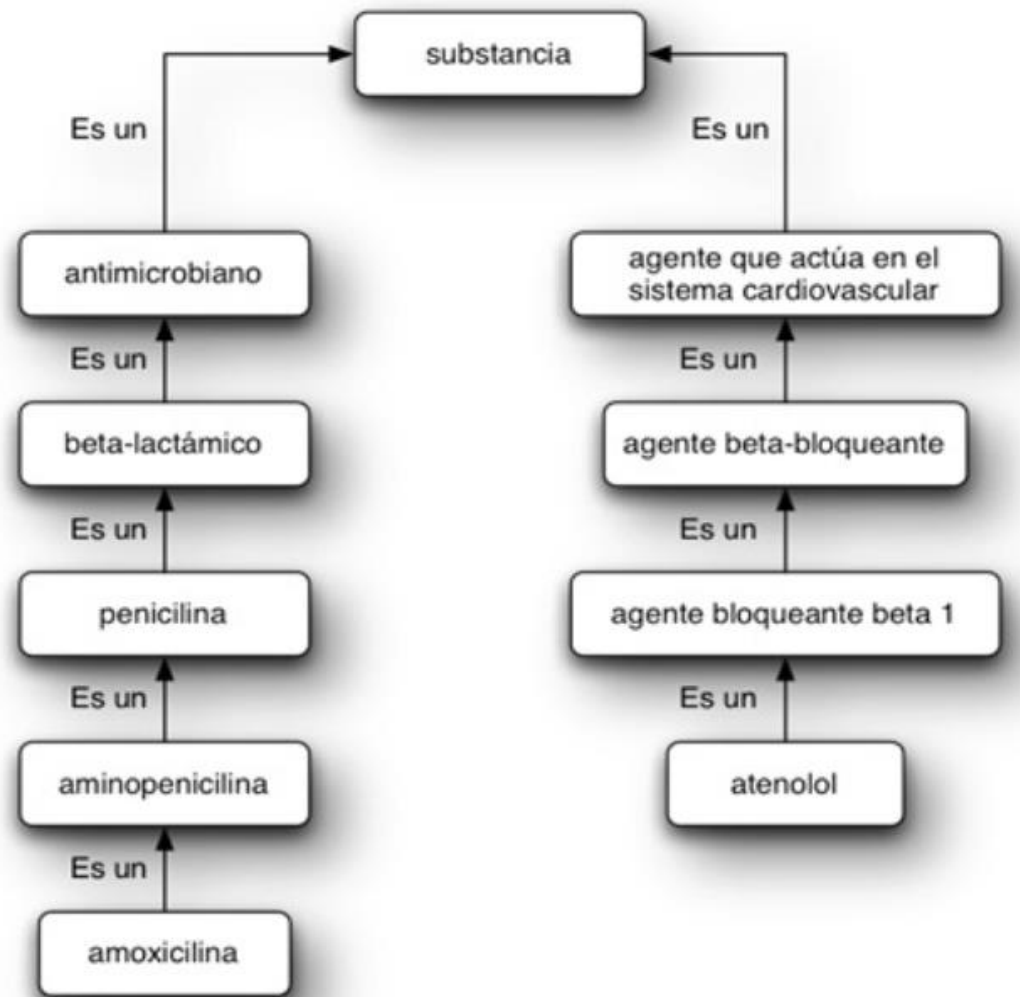 substancia
Es un
Es un
antimicrobiano
agente que actúa en el
sistema cardiovascular
Es un
Es un
beta-lactámico
agente beta-bloqueante
Es un
Es un
penicilina
agente bloqueante beta 1
Es un
Es un
aminopenicilina
atenolol
Es un
amoxicilina